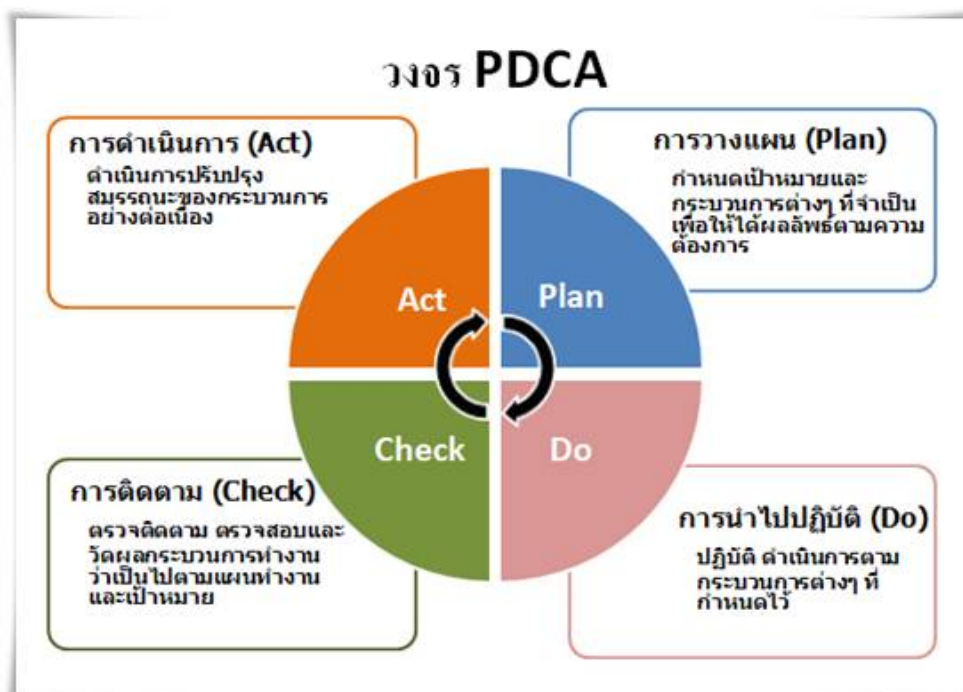 วงจร PDCA
การดำเนินการ (Act)
ดำเนินการปรับปรุง
สมรรถนะของกระบวนการ
อย่างต่อเนื่อง
การวางแผน (Plan)
กำหนดเป้าหมายและ
กระบวนการต่างๆ ที่จำเป็น
เพื่อให้ได้ผลลัพธ์ตามความ
ต้องการ
Act
Plan
Check
Do
การติดตาม (Check)
ตรวจติดตาม ตรวจสอบและ
วัดผลกระบวนการทำงาน
ว่าเป็นไปตามแผนทำงาน
และเป้าหมาย
การนำไปปฏิบัติ (Do)
ปฏิบัติ ดำเนินการตาม
กระบวนการต่างๆ ที่
กำหนดไว้